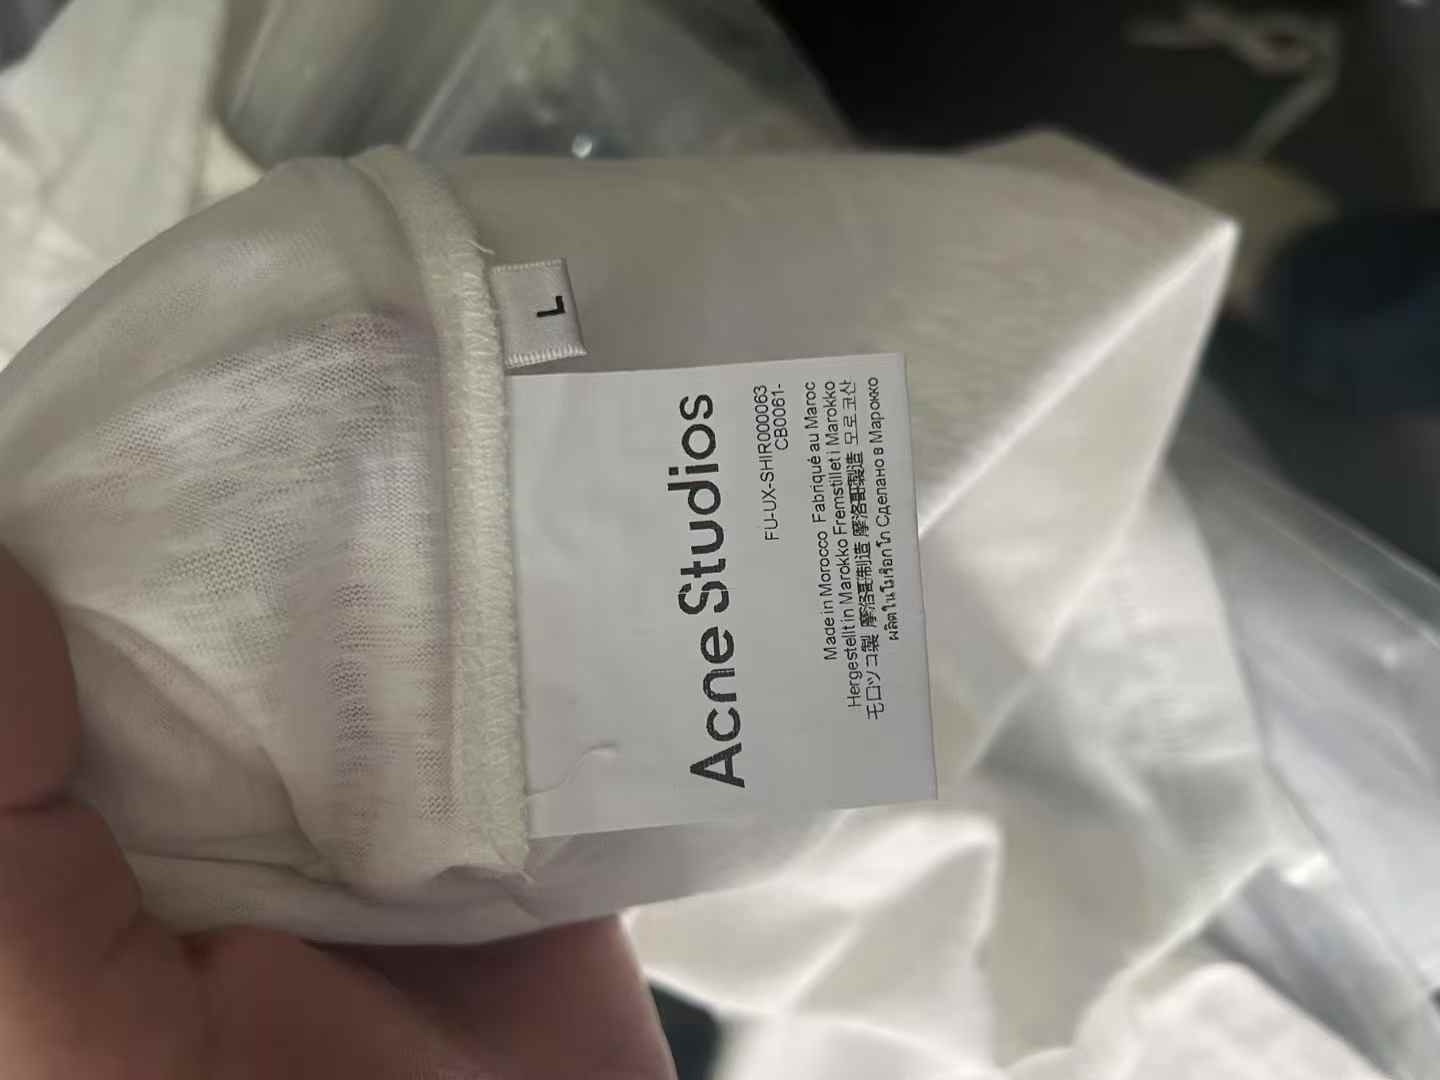 L
Acne Studios
FU-UX-SHIR000063
CB0061-
Made in Morocco Fabriqué au Maroc
Hergestellt in Marokko Fremstillet i Marokko
モロッコ製 摩洛哥制造 摩洛哥製造 모로코산
ผลิตในโมร็อกโก Сделано в Марокко